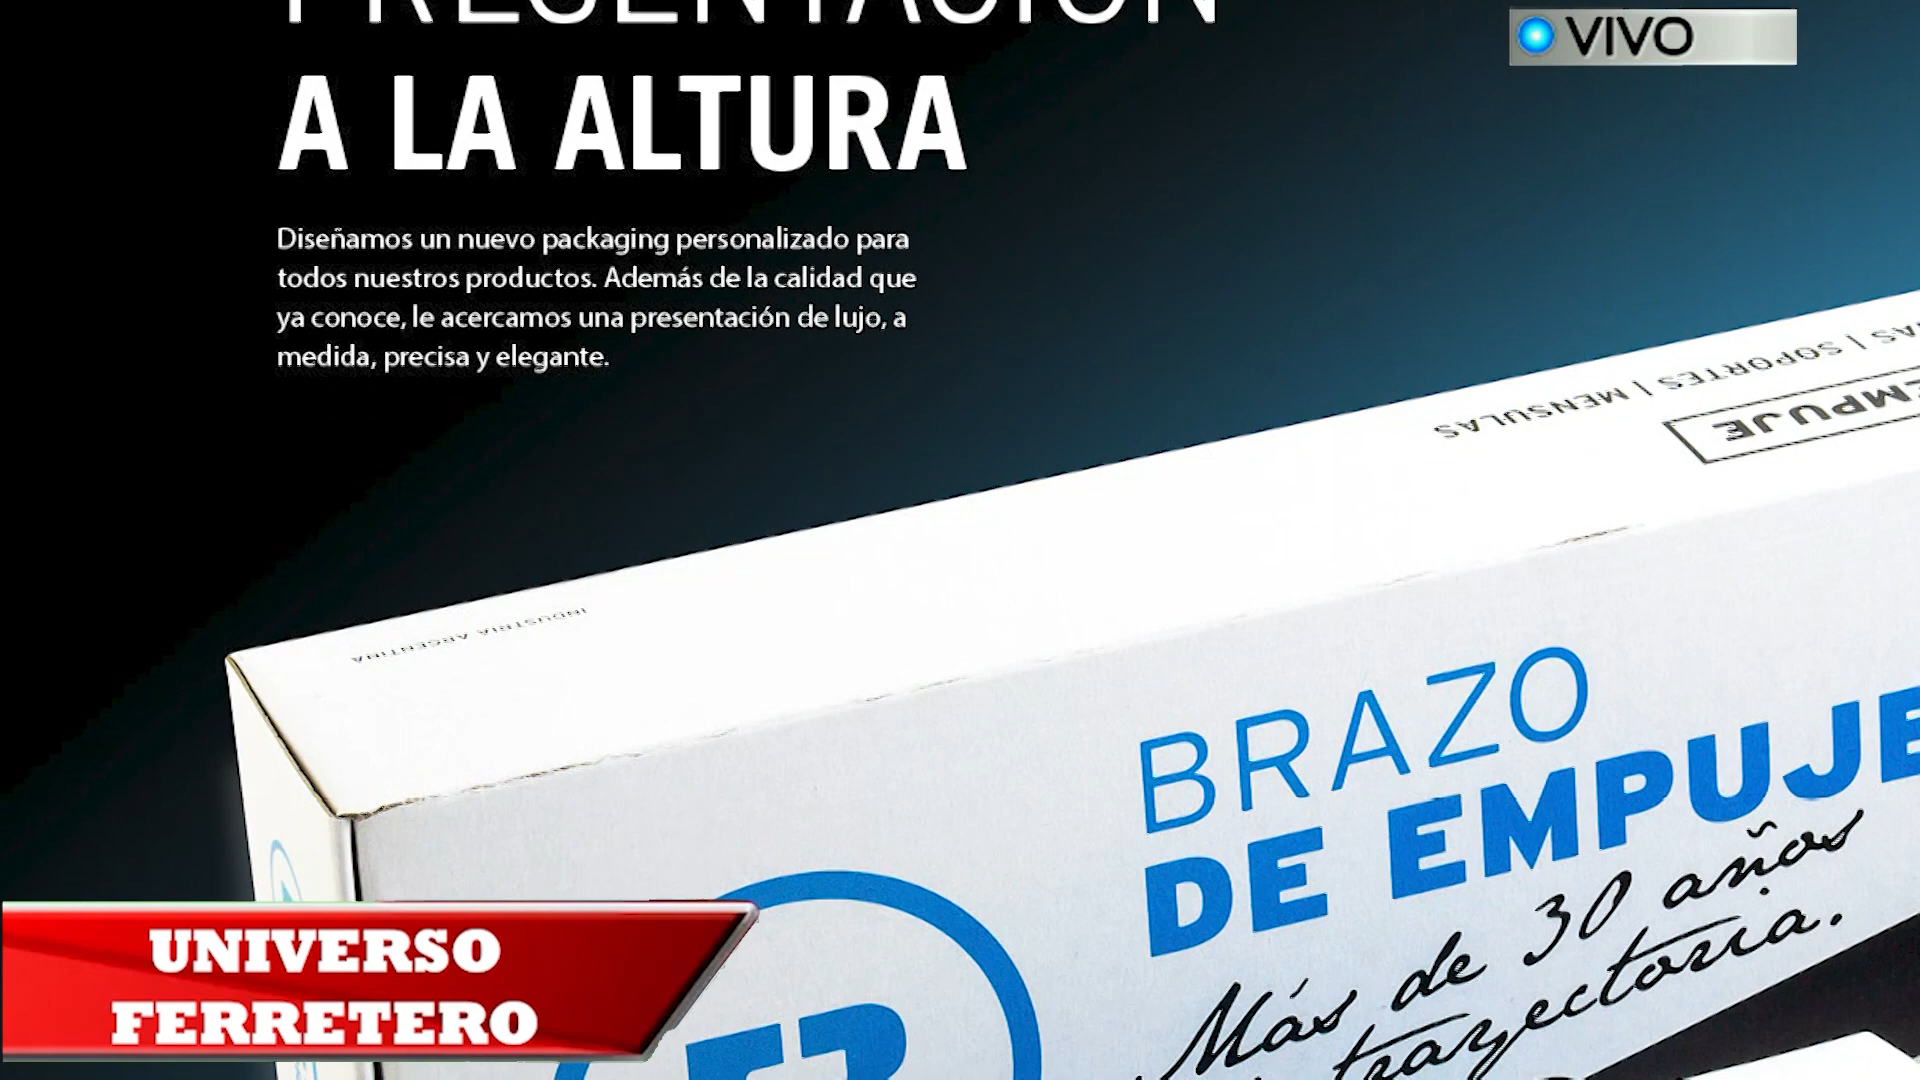 PRESENTACIÓN
VIVO
A LA ALTURA
Diseñamos un nuevo packaging personalizado para
todos nuestros productos. Además de la calidad que
ya conoce, le acercamos una presentación de lujo, a
medida, precisa y elegante.
SOPORTES | MENSULAS
EMPUJE
INDUSTRIA ARGENTINA
BRAZO
DE EMPUJE
Más de 30 años
trayectoria.
UNIVERSO
FERRETERO